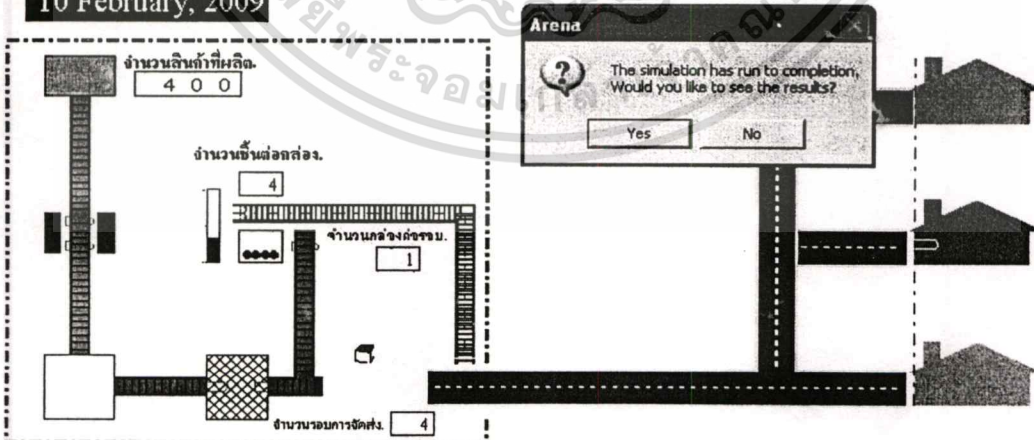 10 February, 2009
จำนวนสินค้าที่ผลิต.
4 0 0
จำนวนชิ้นต่อกล่อง.
4
จำนวนกล่องต่อรอบ.
1
จำนวนรอบการจัดส่ง.
4
Arena
The simulation has run to completion,
Would you like to see the results?
Yes
No